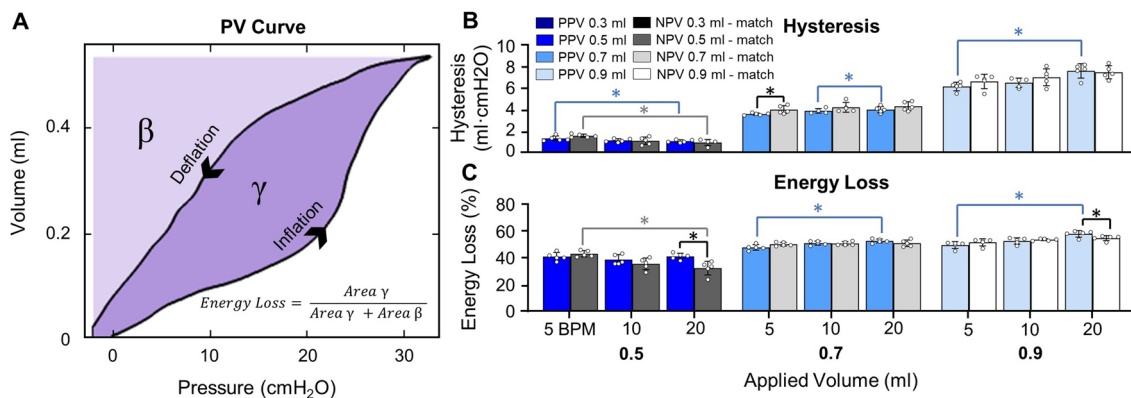 A
PV Curve
Volume (ml)
0.4
0.2
0
β
γ
Deflation
Inflation
Energy Loss = Area γ / Area γ + Area β
0 10 20 30
Pressure (cmH₂O)
B
Hysteresis
PPV 0.3 ml NPV 0.3 ml - match
PPV 0.5 ml NPV 0.5 ml - match
PPV 0.7 ml NPV 0.7 ml - match
PPV 0.9 ml NPV 0.9 ml - match
Hysteresis
(ml·cmH2O)
10
8
6
4
2
0
* * * * *
C
Energy Loss
Energy Loss (%)
80
60
40
20
0
* * * * *
5 BPM 10 20 5 10 20 5 10 20
0.5 0.7 0.9
Applied Volume (ml)